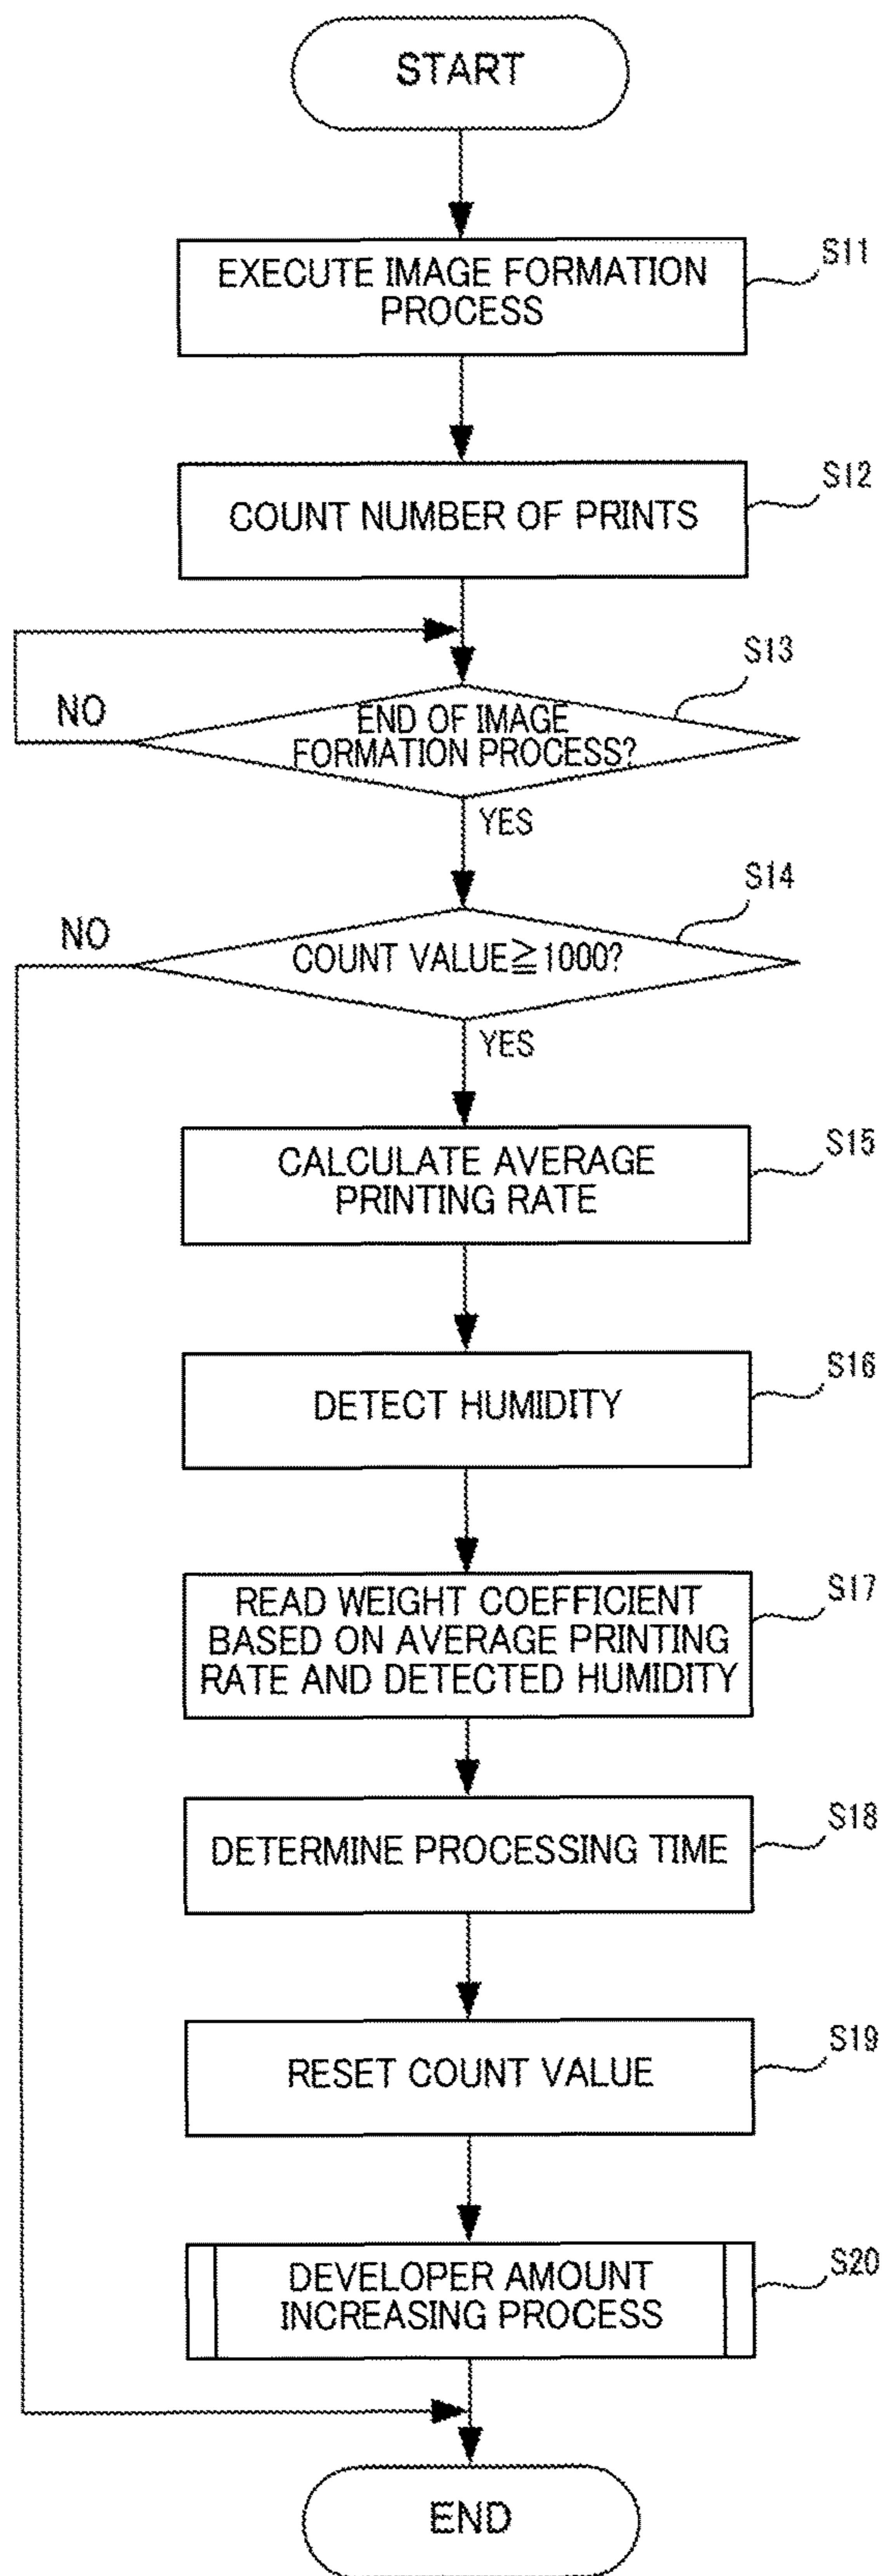 START
S11
EXECUTE IMAGE FORMATION
PROCESS
S12
COUNT NUMBER OF PRINTS
S13
NO
END OF IMAGE
FORMATION PROCESS?
YES
S14
NO
COUNT VALUE≧1000?
YES
S15
CALCULATE AVERAGE
PRINTING RATE
S16
DETECT HUMIDITY
S17
READ WEIGHT COEFFICIENT
BASED ON AVERAGE PRINTING
RATE AND DETECTED HUMIDITY
S18
DETERMINE PROCESSING TIME
S19
RESET COUNT VALUE
S20
DEVELOPER AMOUNT
INCREASING PROCESS
END